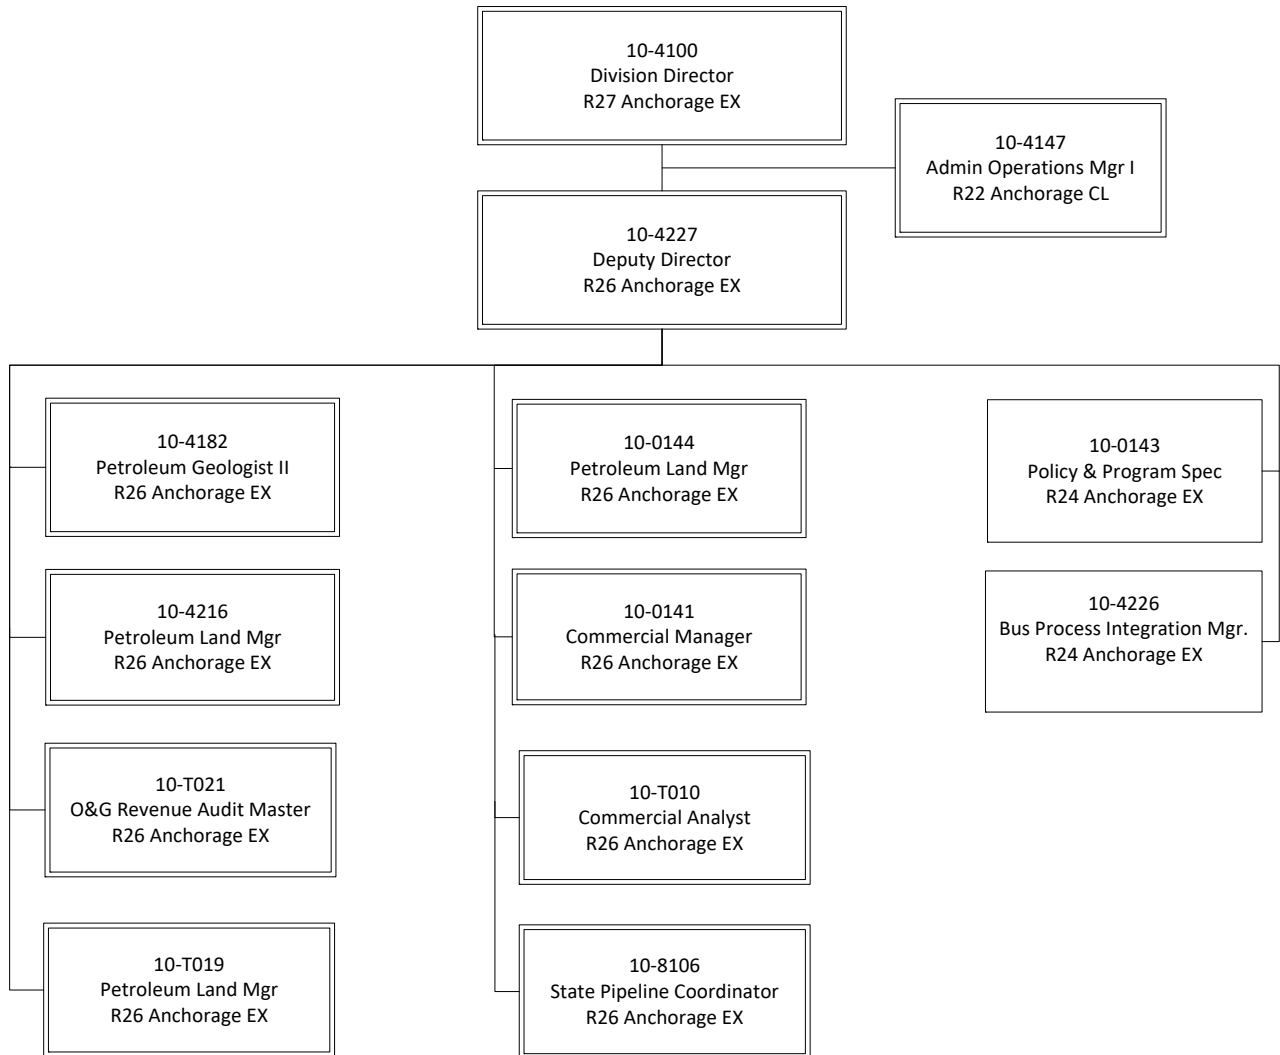 10-4100
Division Director
R27 Anchorage EX
10-4147
Admin Operations Mgr I
R22 Anchorage CL
10-4227
Deputy Director
R26 Anchorage EX
10-4182
Petroleum Geologist II
R26 Anchorage EX
10-4216
Petroleum Land Mgr
R26 Anchorage EX
10-T021
O&G Revenue Audit Master
R26 Anchorage EX
10-T019
Petroleum Land Mgr
R26 Anchorage EX
10-0144
Petroleum Land Mgr
R26 Anchorage EX
10-0141
Commercial Manager
R26 Anchorage EX
10-T010
Commercial Analyst
R26 Anchorage EX
10-8106
State Pipeline Coordinator
R26 Anchorage EX
10-0143
Policy & Program Spec
R24 Anchorage EX
10-4226
Bus Process Integration Mgr.
R24 Anchorage EX